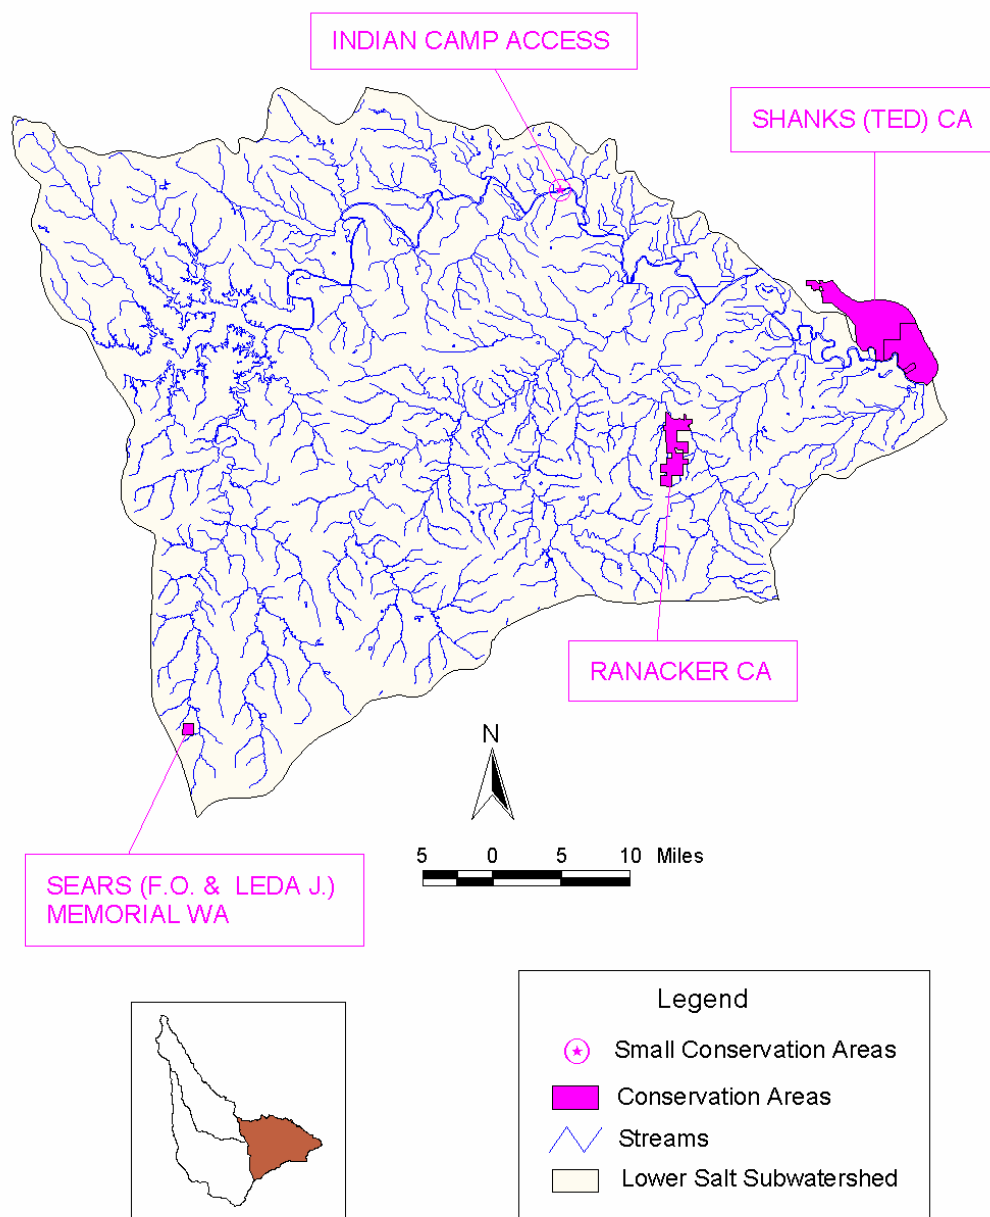 INDIAN CAMP ACCESS
SHANKS (TED) CA
RANACKER CA
SEARS (F.O. & LEDA J.)
MEMORIAL WA
N
5 0 5 10 Miles
Legend
Small Conservation Areas
Conservation Areas
Streams
Lower Salt Subwatershed